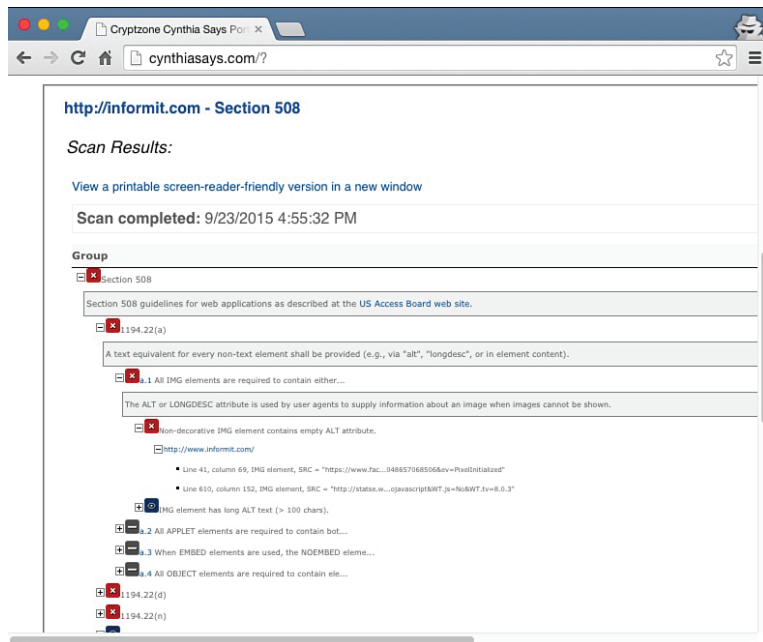 Cryptzone Cynthia Says Port
cynthiasays.com/?
http://informit.com - Section 508
Scan Results:
View a printable screen-reader-friendly version in a new window
Scan completed: 9/23/2015 4:55:32 PM
Group
Section 508
Section 508 guidelines for web applications as described at the US Access Board web site.
1194.22(a)
A text equivalent for every non-text element shall be provided (e.g., via "alt", "longdesc", or in element content).
a.1 All IMG elements are required to contain either...
The ALT or LONGDESC attribute is used by user agents to supply information about an image when images cannot be shown.
Non-decorative IMG element contains empty ALT attribute.
http://www.informit.com/
Line 41, column 69, IMG element, SRC = "https://www.fac...048657068506&ev=PixelInitialized"
Line 610, column 152, IMG element, SRC = "http://statse.w...ojavascript&WT.js=No&WT.tv=8.0.3"
IMG element has long ALT text (> 100 chars).
a.2 All APPLET elements are required to contain bot...
a.3 When EMBED elements are used, the NOEMBED eleme...
a.4 All OBJECT elements are required to contain ele...
1194.22(d)
1194.22(n)